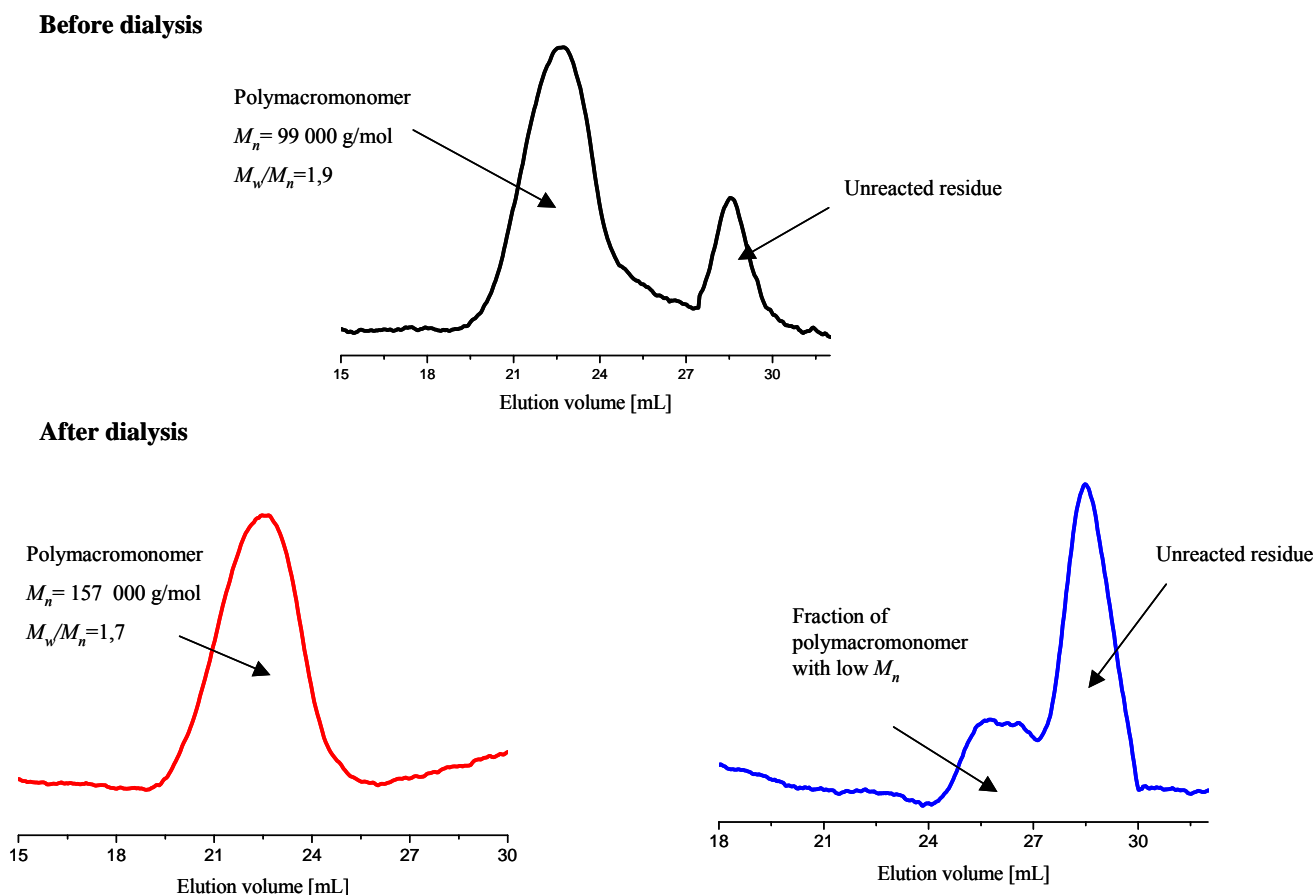 Before dialysis
Polymacromonomer
Mn= 99 000 g/mol
Mw/Mn=1,9
Unreacted residue
15 18 21 24 27 30
Elution volume [mL]
After dialysis
Polymacromonomer
Mn= 157 000 g/mol
Mw/Mn=1,7
15 18 21 24 27 30
Elution volume [mL]
Unreacted residue
Fraction of
polymacromonomer
with low Mn
18 21 24 27 30
Elution volume [mL]